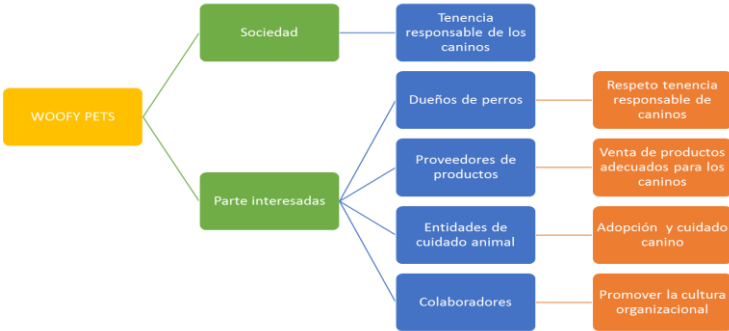 WOOFY PETS
Sociedad
Tenencia
responsable de los
caninos
Parte interesadas
Dueños de perros
Respeto tenencia
responsable de
caninos
Proveedores de
productos
Venta de productos
adecuados para los
caninos
Entidades de
cuidado animal
Adopción y cuidado
canino
Colaboradores
Promover la cultura
organizacional